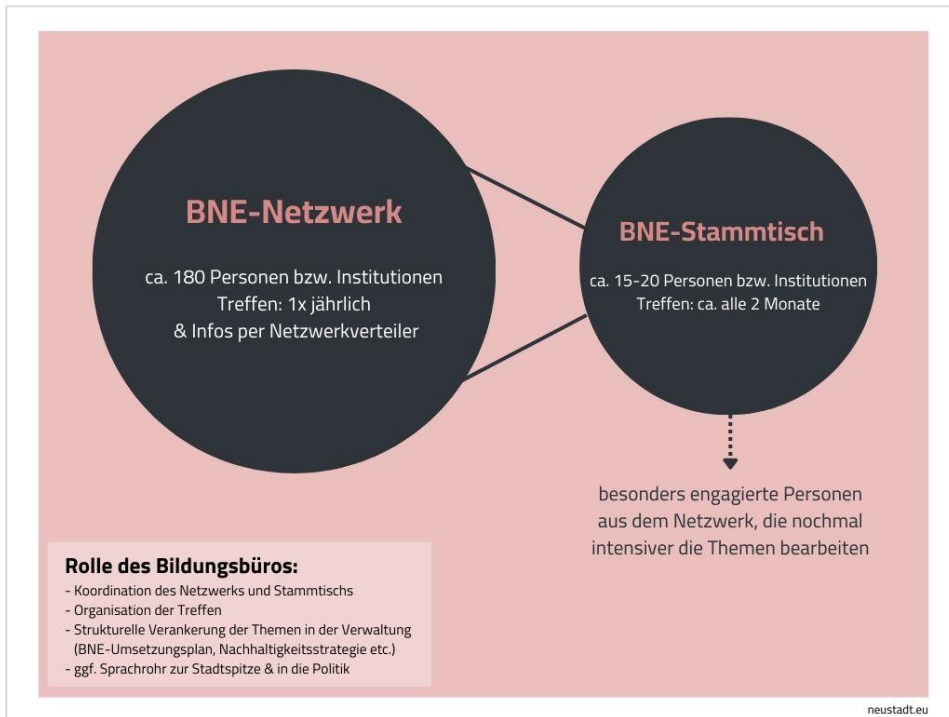 BNE-Netzwerk
ca. 180 Personen bzw. Institutionen
Treffen: 1x jährlich
& Infos per Netzwerkverteiler
BNE-Stammtisch
ca. 15-20 Personen bzw. Institutionen
Treffen: ca. alle 2 Monate
besonders engagierte Personen
aus dem Netzwerk, die nochmal
intensiver die Themen bearbeiten
Rolle des Bildungsbüros:
- Koordination des Netzwerks und Stammtischs
- Organisation der Treffen
- Strukturelle Verankerung der Themen in der Verwaltung
(BNE-Umsetzungsplan, Nachhaltigkeitsstrategie etc.)
- ggf. Sprachrohr zur Stadtspitze & in die Politik
neustadt.eu